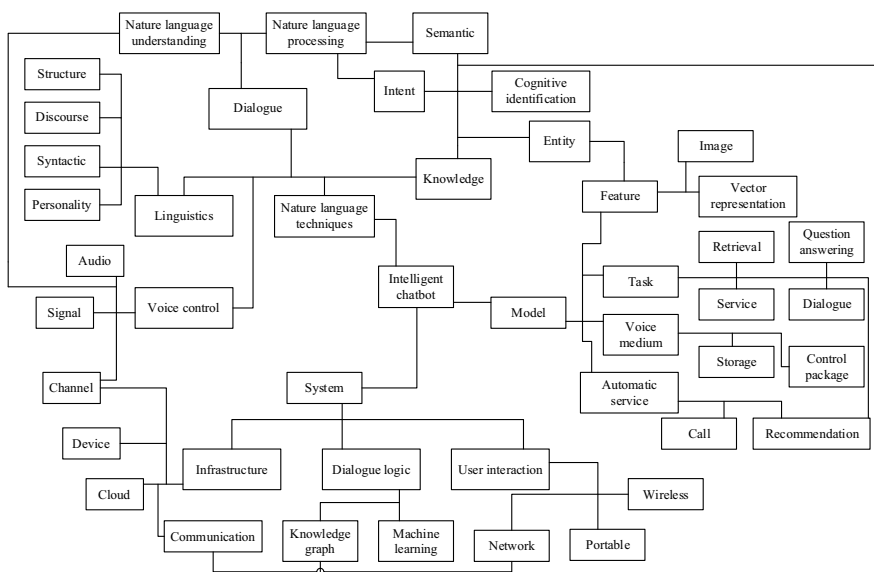 Nature language
understanding
Nature language
processing
Semantic
Structure
Intent
Cognitive
identification
Dialogue
Discourse
Entity
Image
Syntactic
Knowledge
Feature
Vector
representation
Personality
Linguistics
Nature language
techniques
Audio
Retrieval
Question
answering
Intelligent
chatbot
Task
Signal
Voice control
Model
Service
Dialogue
Voice
medium
Storage
Control
package
Channel
System
Automatic
service
Call
Recommendation
Device
Infrastructure
Dialogue logic
User interaction
Cloud
Wireless
Communication
Knowledge
graph
Machine
learning
Network
Portable